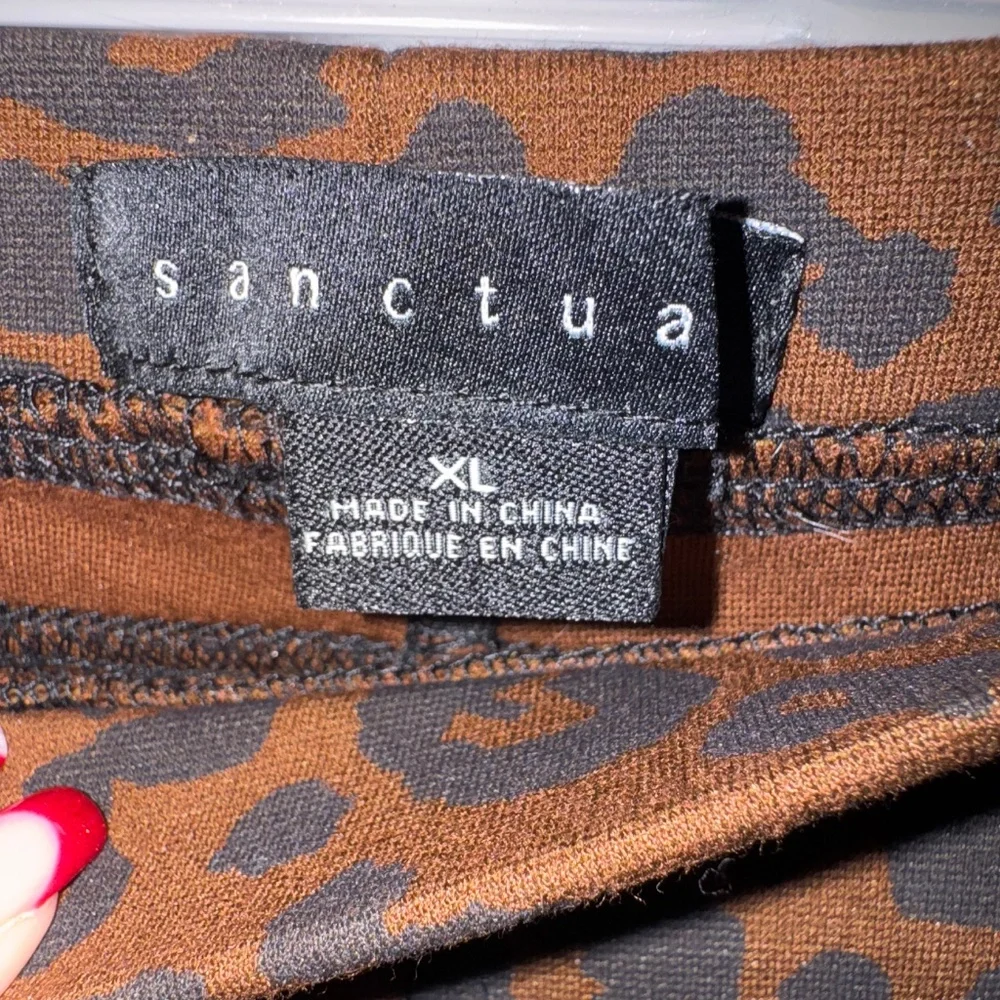 sanctua
XL
MADE IN CHINA
FABRIQUE EN CHINE